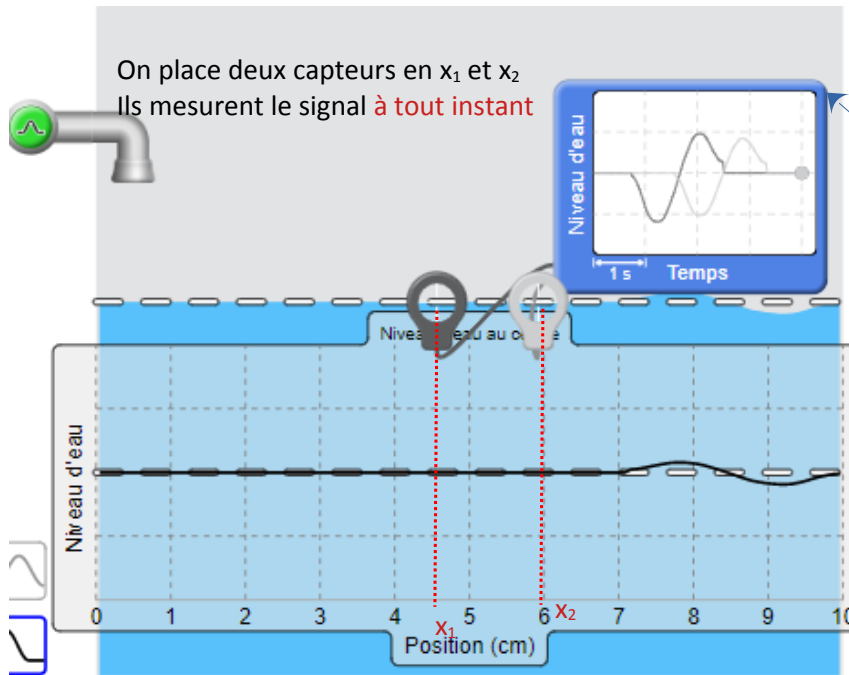 On place deux capteurs en x₁ et x₂
Ils mesurent le signal à tout instant
Niveau d'eau
1 s
Temps
Niveau d'eau au
Niveau d'eau
0 1 2 3 4 5 6 7 8 9 10
x₁
x₂
Position (cm)